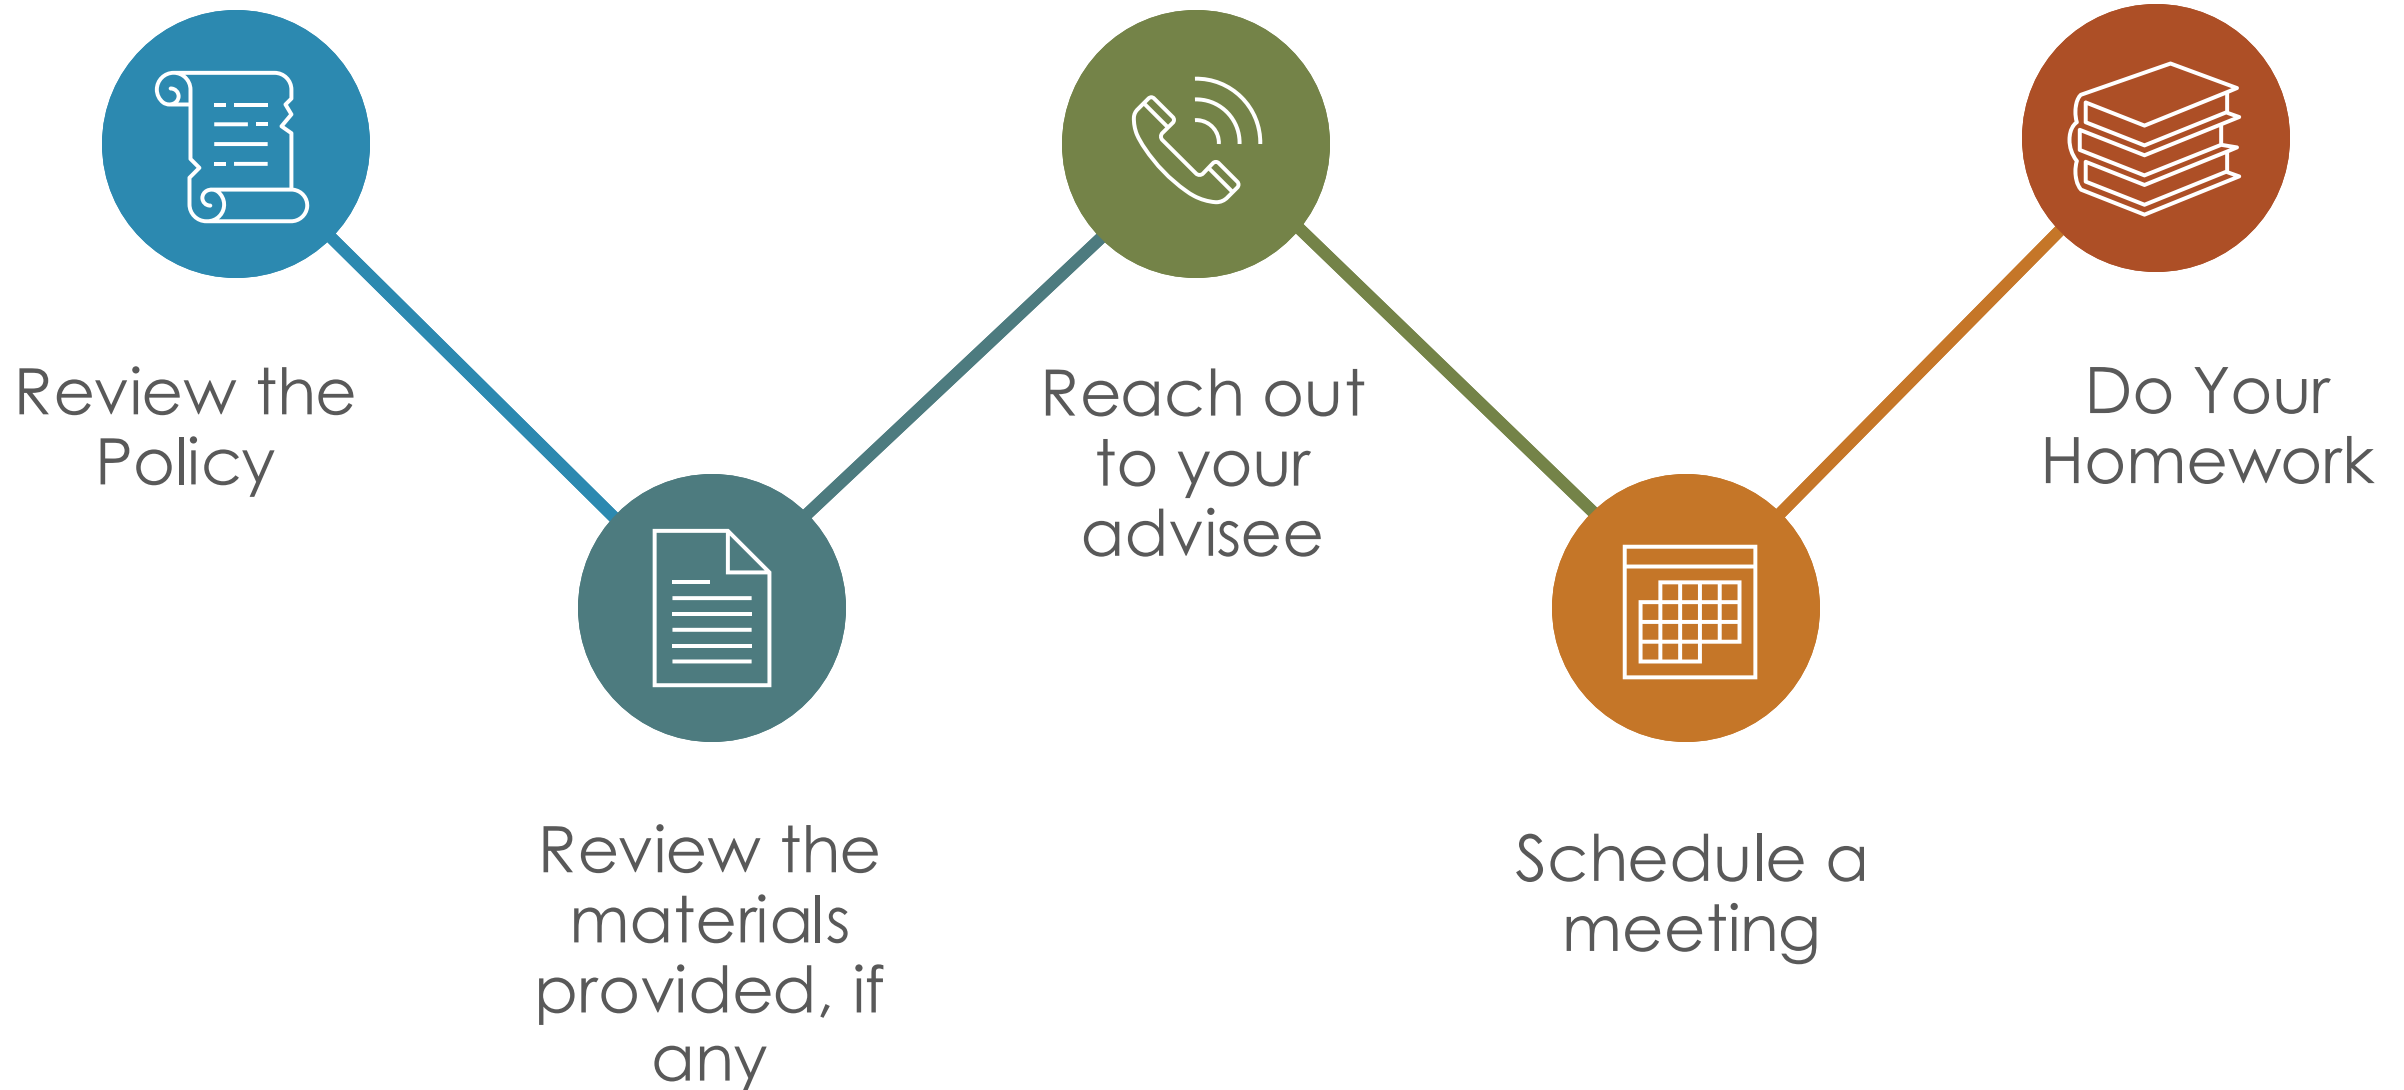 Review the
Policy
Review the
materials
provided, if
any
Reach out
to your
advisee
Schedule a
meeting
Do Your
Homework